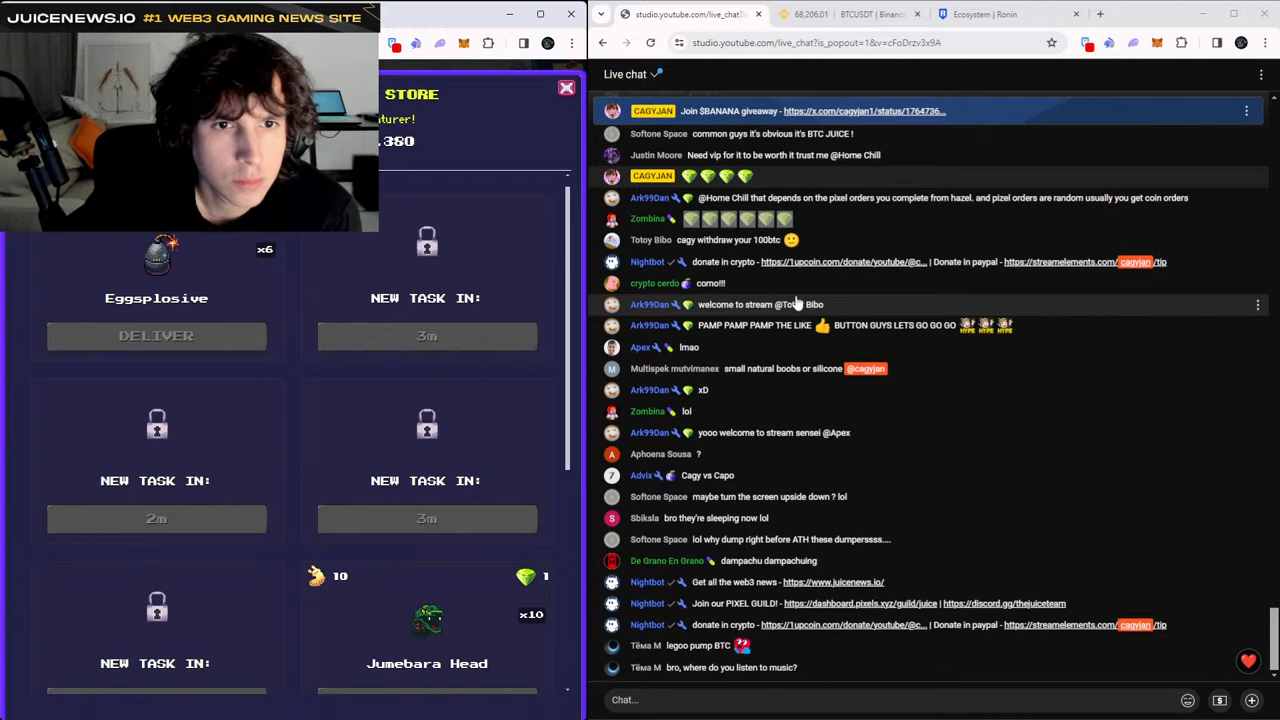 JUICENEWS.IO #1 WEB3 GAMING NEWS SITE
studio.youtube.com/live_chat?
68,206.01 | BTCUSDT | Binanc
Ecosystem | Ronin
studio.youtube.com/live_chat?is_popout=1&v=cFoDrzv3x9A
STORE
.380
x6
Eggsplosive
DELIVER
NEW TASK IN:
3m
NEW TASK IN:
2m
NEW TASK IN:
3m
NEW TASK IN:
10
1
x10
Jumebara Head
Live chat
CAGYJAN Join $BANANA giveaway - https://x.com/cagyjan1/status/1764736...
Softone Space common guys it's obvious it's BTC JUICE !
Justin Moore Need vip for it to be worth it trust me @Home Chill
CAGYJAN
Ark99Dan @Home Chill that depends on the pixel orders you complete from hazel. and pizel orders are random usually you get coin orders
Zombina
Totoy Bibo cagy withdraw your 100btc
Nightbot donate in crypto - https://1upcoin.com/donate/youtube/@c... | Donate in paypal - https://streamelements.com/cagyjan/tip
crypto cerdo como!!!
Ark99Dan welcome to stream @Totoy Bibo
Ark99Dan PAMP PAMP PAMP THE LIKE BUTTON GUYS LETS GO GO GO
Apex lmao
Multispek mutvimanex small natural boobs or silicone @cagyjan
Ark99Dan xD
Zombina lol
Ark99Dan yooo welcome to stream sensei @Apex
Aphoena Sousa ?
Advix Cagy vs Capo
Softone Space maybe turn the screen upside down ? lol
Sbiksla bro they're sleeping now lol
Softone Space lol why dump right before ATH these dumperssss....
De Grano En Grano dampachu dampachuing
Nightbot Get all the web3 news - https://www.juicenews.io/
Nightbot Join our PIXEL GUILD! - https://dashboard.pixels.xyz/guild/juice | https://discord.gg/thejuiceteam
Nightbot donate in crypto - https://1upcoin.com/donate/youtube/@c... | Donate in paypal - https://streamelements.com/cagyjan/tip
Тёма М legoo pump BTC
Тёма М bro, where do you listen to music?
Chat...